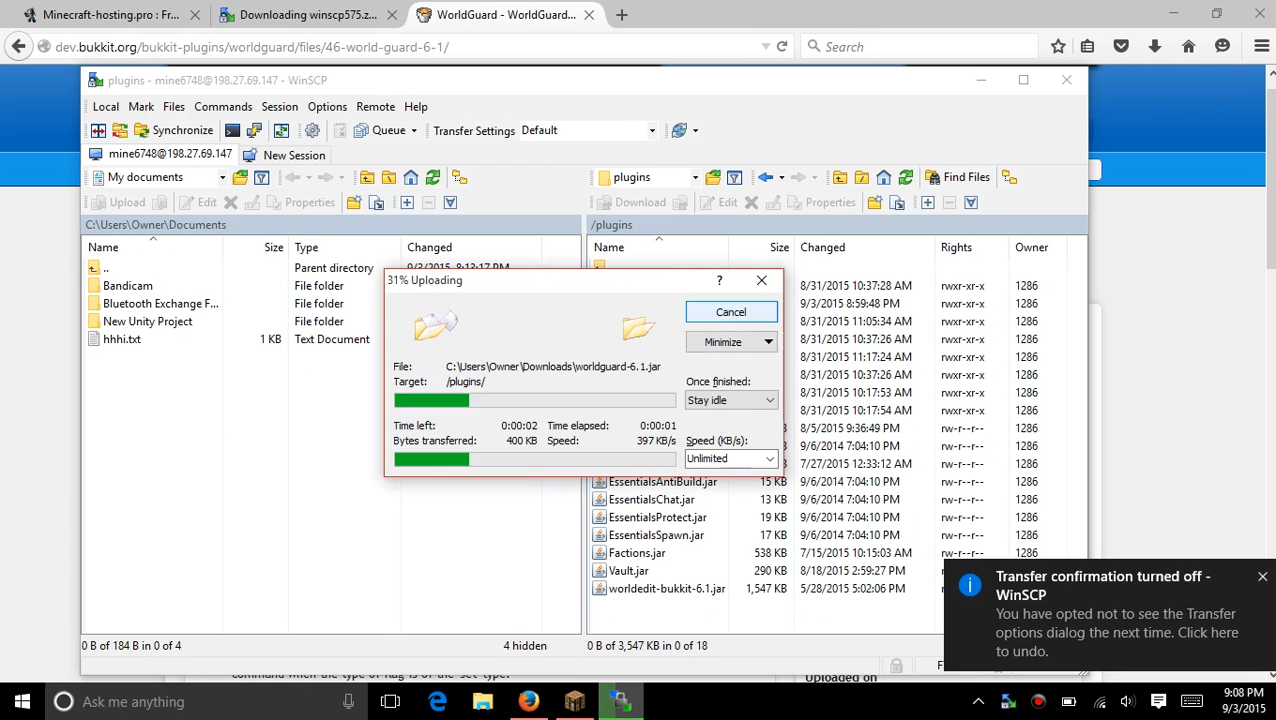 Minecraft-hosting.pro : Fr...
Downloading winscp575.z...
WorldGuard - WorldGuard...
dev.bukkit.org/bukkit-plugins/worldguard/files/46-world-guard-6-1/
Search
plugins - mine6748@198.27.69.147 - WinSCP
Local Mark Files Commands Session Options Remote Help
Synchronize Queue Transfer Settings Default
mine6748@198.27.69.147 New Session
My documents plugins Find Files
Upload Edit Properties Download Edit Properties
C:\Users\Owner\Documents /plugins
Name Size Type Changed Name Size Changed Rights Owner
.. Parent directory 9/3/2015 8:13:17 PM
Bandicam File folder 8/31/2015 10:37:28 AM rwxr-xr-x 1286
Bluetooth Exchange F... File folder 9/3/2015 8:59:48 PM rwxr-xr-x 1286
New Unity Project File folder 8/31/2015 11:05:34 AM rwxr-xr-x 1286
hhhi.txt 1 KB Text Document 8/31/2015 10:37:26 AM rwxr-xr-x 1286
8/31/2015 11:17:24 AM rwxr-xr-x 1286
8/31/2015 10:37:26 AM rwxr-xr-x 1286
8/31/2015 10:17:53 AM rwxr-xr-x 1286
8/31/2015 10:17:54 AM rwxr-xr-x 1286
8/5/2015 9:36:49 PM rw-r--r-- 1286
9/6/2014 7:04:10 PM rw-r--r-- 1286
7/27/2015 12:33:12 AM rw-r--r-- 1286
EssentialsAntiBuild.jar 15 KB 9/6/2014 7:04:10 PM rw-r--r-- 1286
EssentialsChat.jar 13 KB 9/6/2014 7:04:10 PM rw-r--r-- 1286
EssentialsProtect.jar 19 KB 9/6/2014 7:04:10 PM rw-r--r-- 1286
EssentialsSpawn.jar 17 KB 9/6/2014 7:04:10 PM rw-r--r-- 1286
Factions.jar 538 KB 7/15/2015 10:15:03 AM rw-r--r-- 1286
Vault.jar 290 KB 8/18/2015 2:59:27 PM
worldedit-bukkit-6.1.jar 1,547 KB 5/28/2015 5:02:06 PM
31% Uploading ?
Cancel
Minimize
File: C:\Users\Owner\Downloads\worldguard-6.1.jar
Target: /plugins/
Once finished:
Stay idle
Time left: 0:00:02 Time elapsed: 0:00:01
Bytes transferred: 400 KB Speed: 397 KB/s
Speed (KB/s):
Unlimited
0 B of 184 B in 0 of 4 4 hidden 0 B of 3,547 KB in 0 of 18
Transfer confirmation turned off -
WinSCP
You have opted not to see the Transfer
options dialog the next time. Click here
to undo.
Uploaded on
Ask me anything
9:08 PM
9/3/2015